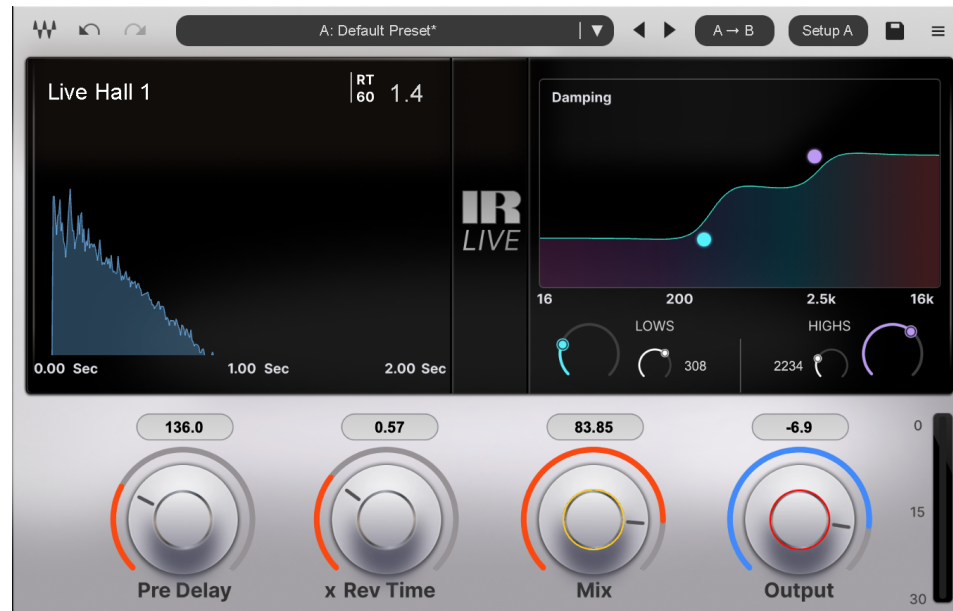 A: Default Preset*
A → B
Setup A
Live Hall 1
RT
60
1.4
IR
LIVE
Damping
16
200
2.5k
16k
LOWS
HIGHS
308
2234
0.00 Sec
1.00 Sec
2.00 Sec
136.0
0.57
83.85
-6.9
0
15
30
Pre Delay
x Rev Time
Mix
Output